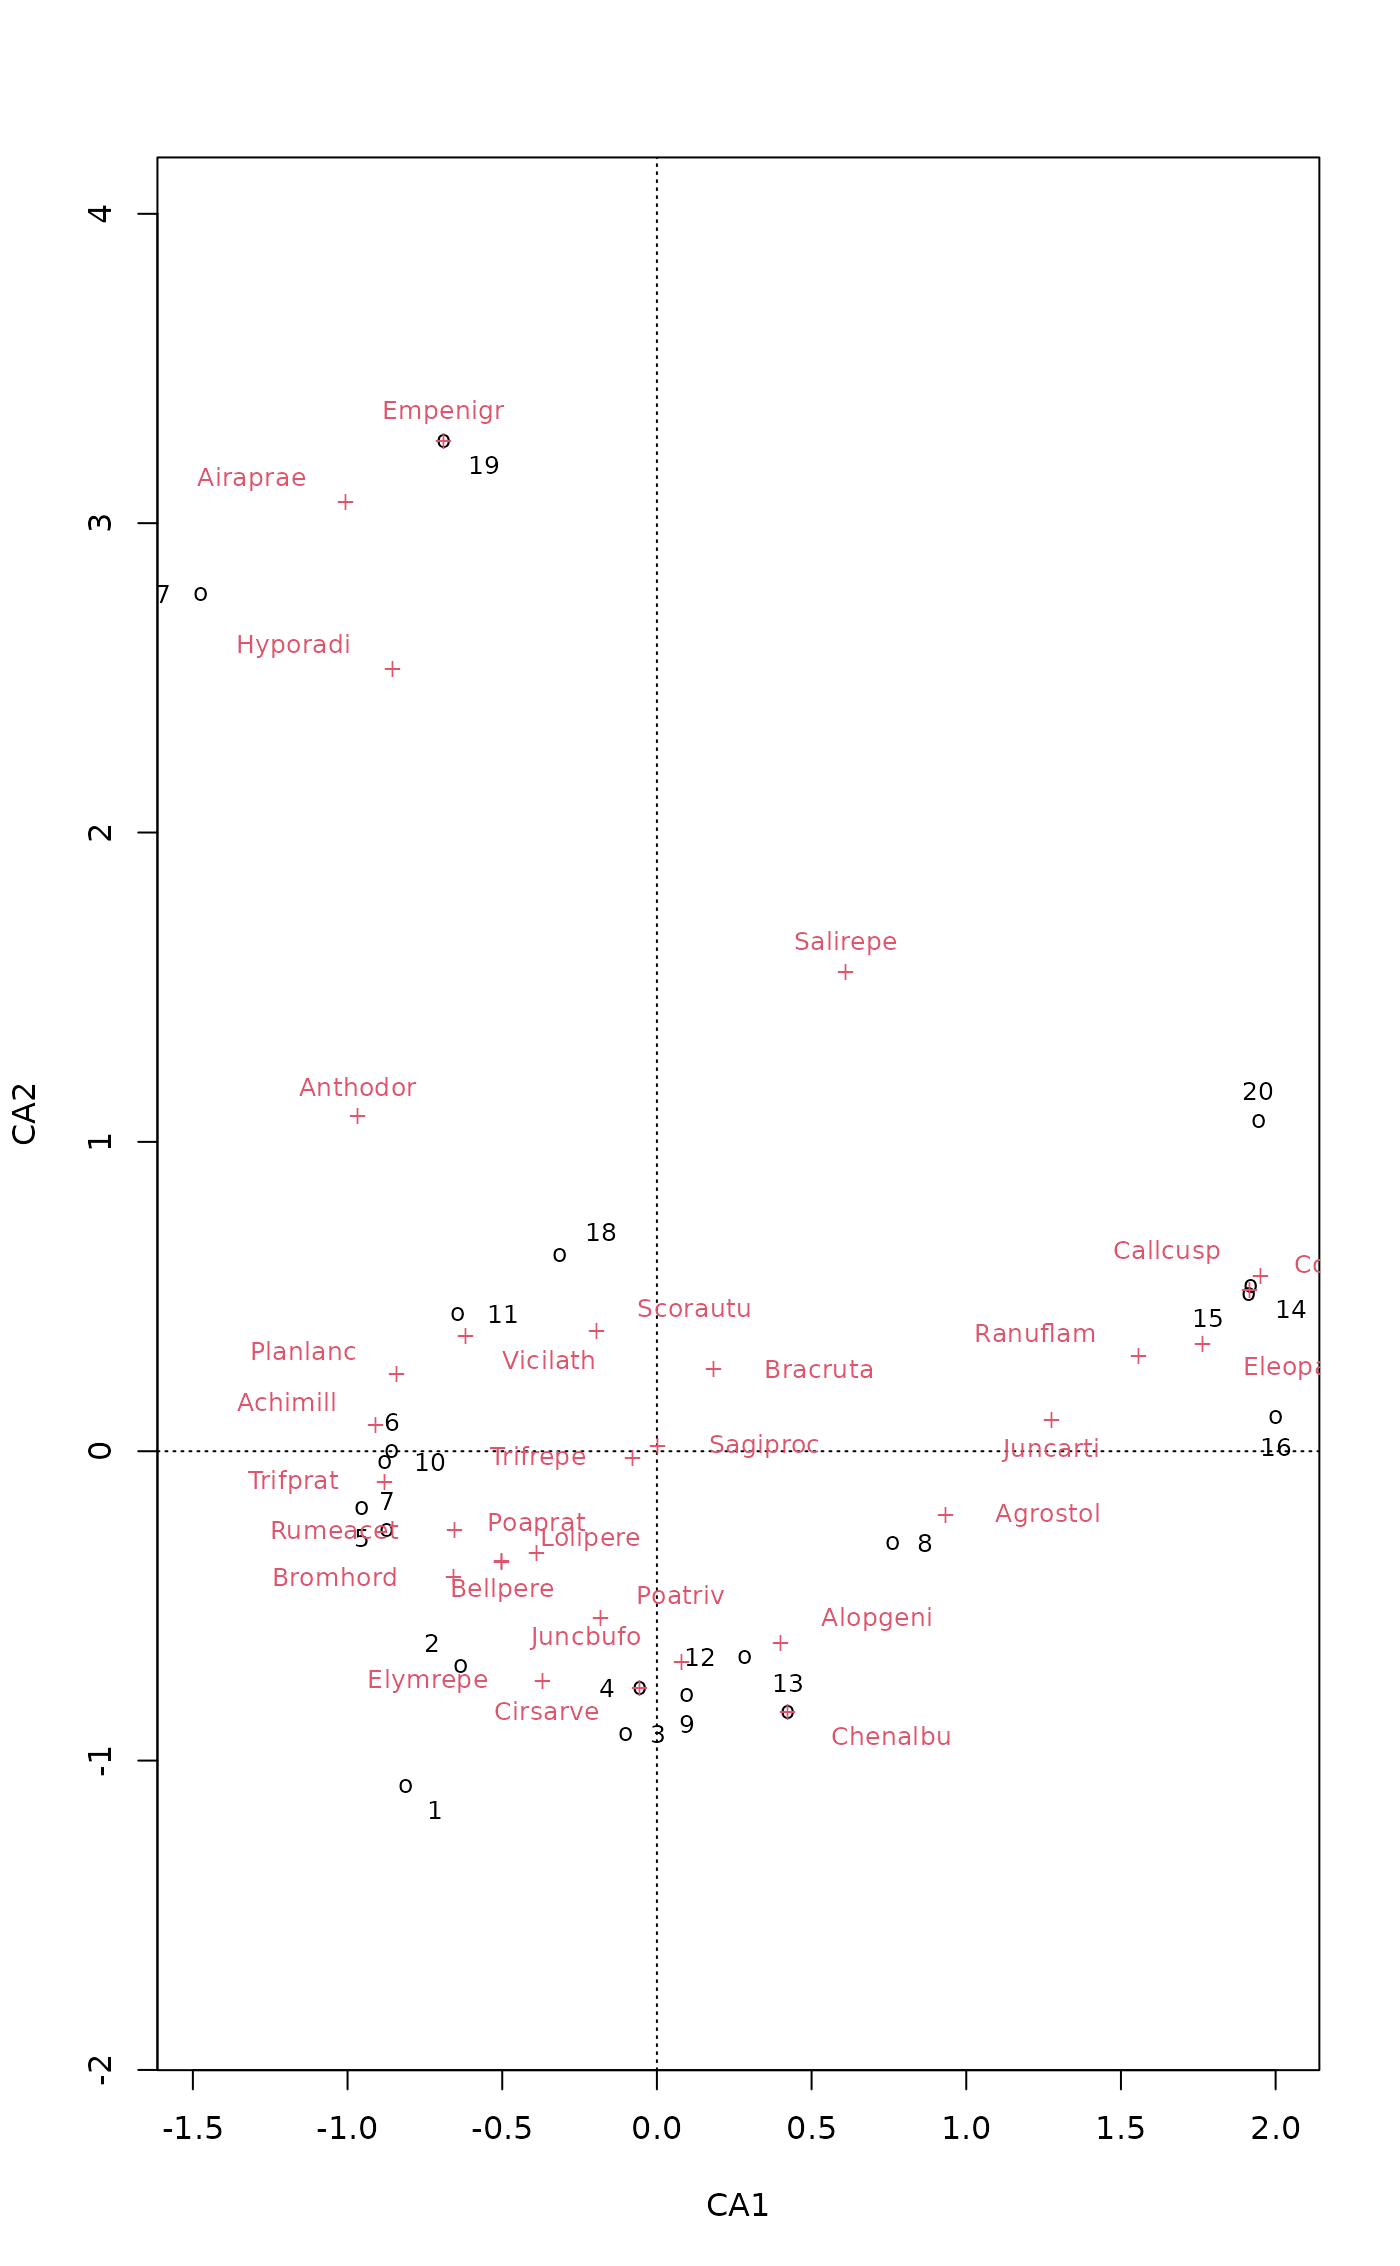 4
Empenigr
19
Airaprae
3
7
Hyporadi
2
Salirepe
CA2
Anthodor
20
1
18
Callcusp
Co
14
Scorautu
11
15
Ranuflam
Planlanc
Vicilath
Bracruta
Eleopa
Achimill
6
0
Trifrepe
Sagiproc
Juncarti
16
10
Trifprat
7
Agrostol
Rumeacet
5
Poaprat
Lolipere
8
Bromhord
Bellpere
Poatriv
Alopgeni
2
Juncbufo
12
Elymrepe
4
13
Cirsarve
3
9
Chenalbu
-1
1
-2
-1.5 -1.0 -0.5 0.0 0.5 1.0 1.5 2.0
CA1